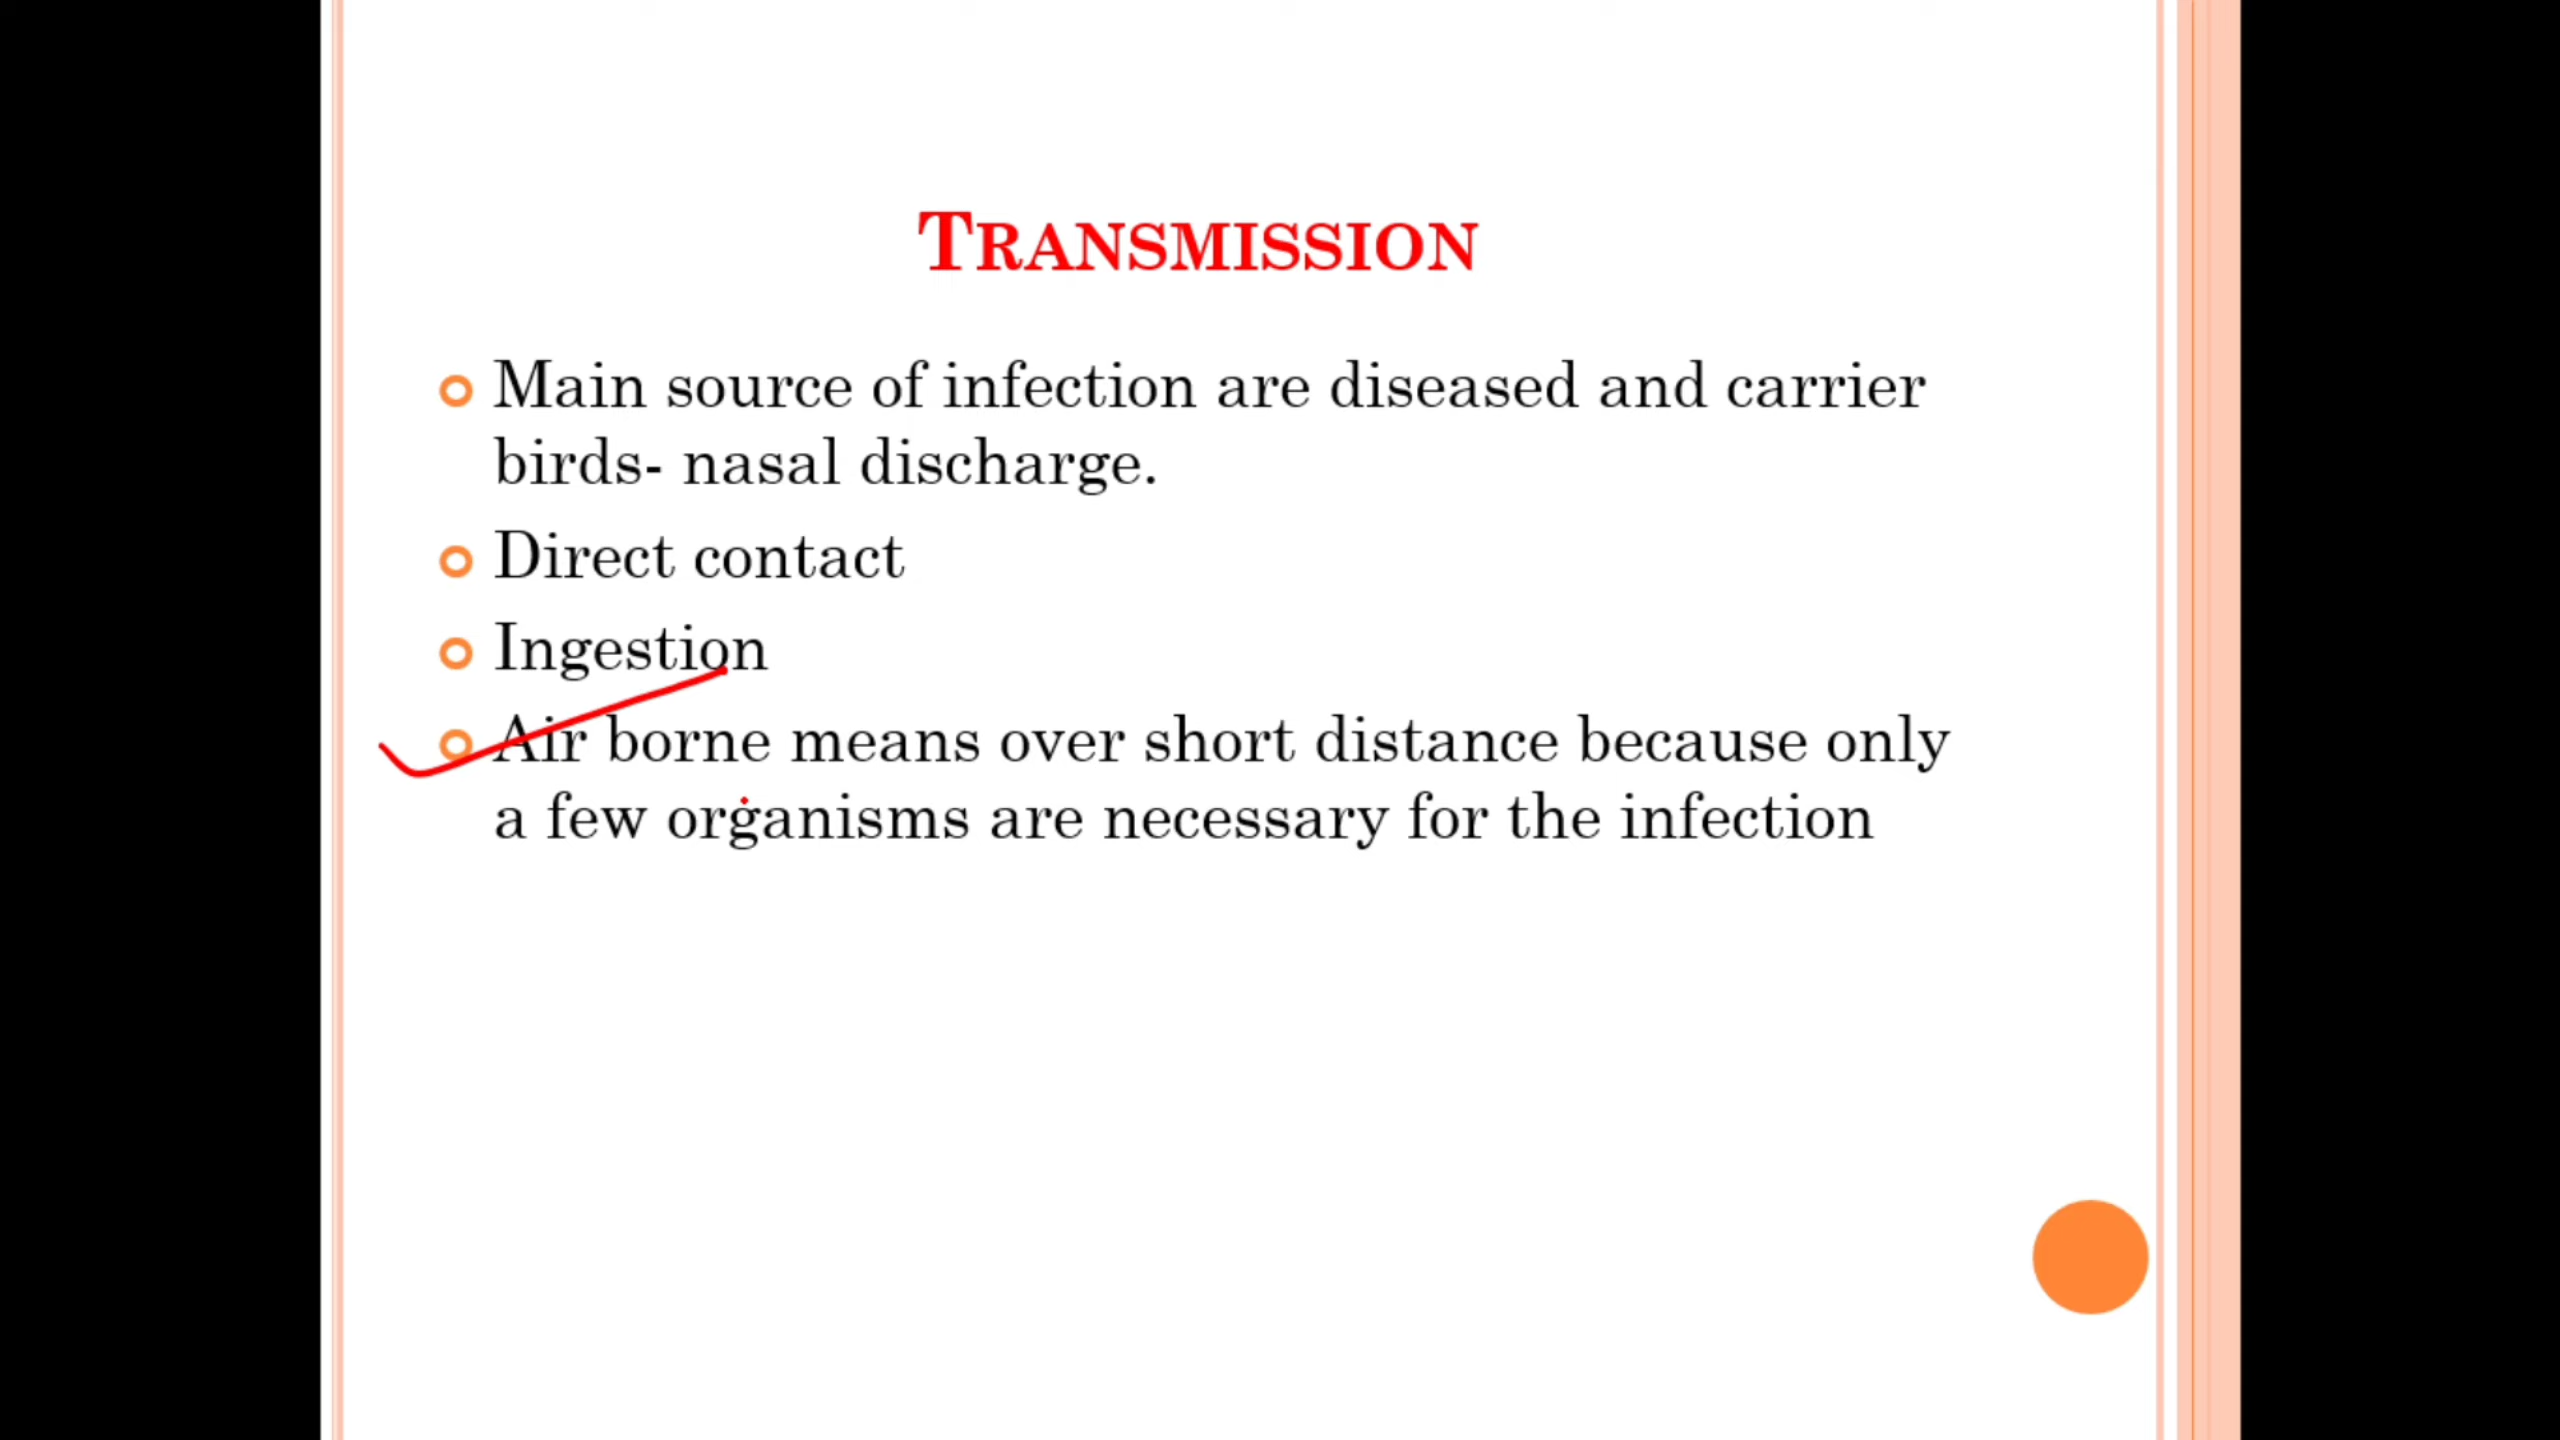 TRANSMISSION
Main source of infection are diseased and carrier
birds- nasal discharge.
Direct contact
Ingestion
Air borne means over short distance because only
a few organisms are necessary for the infection